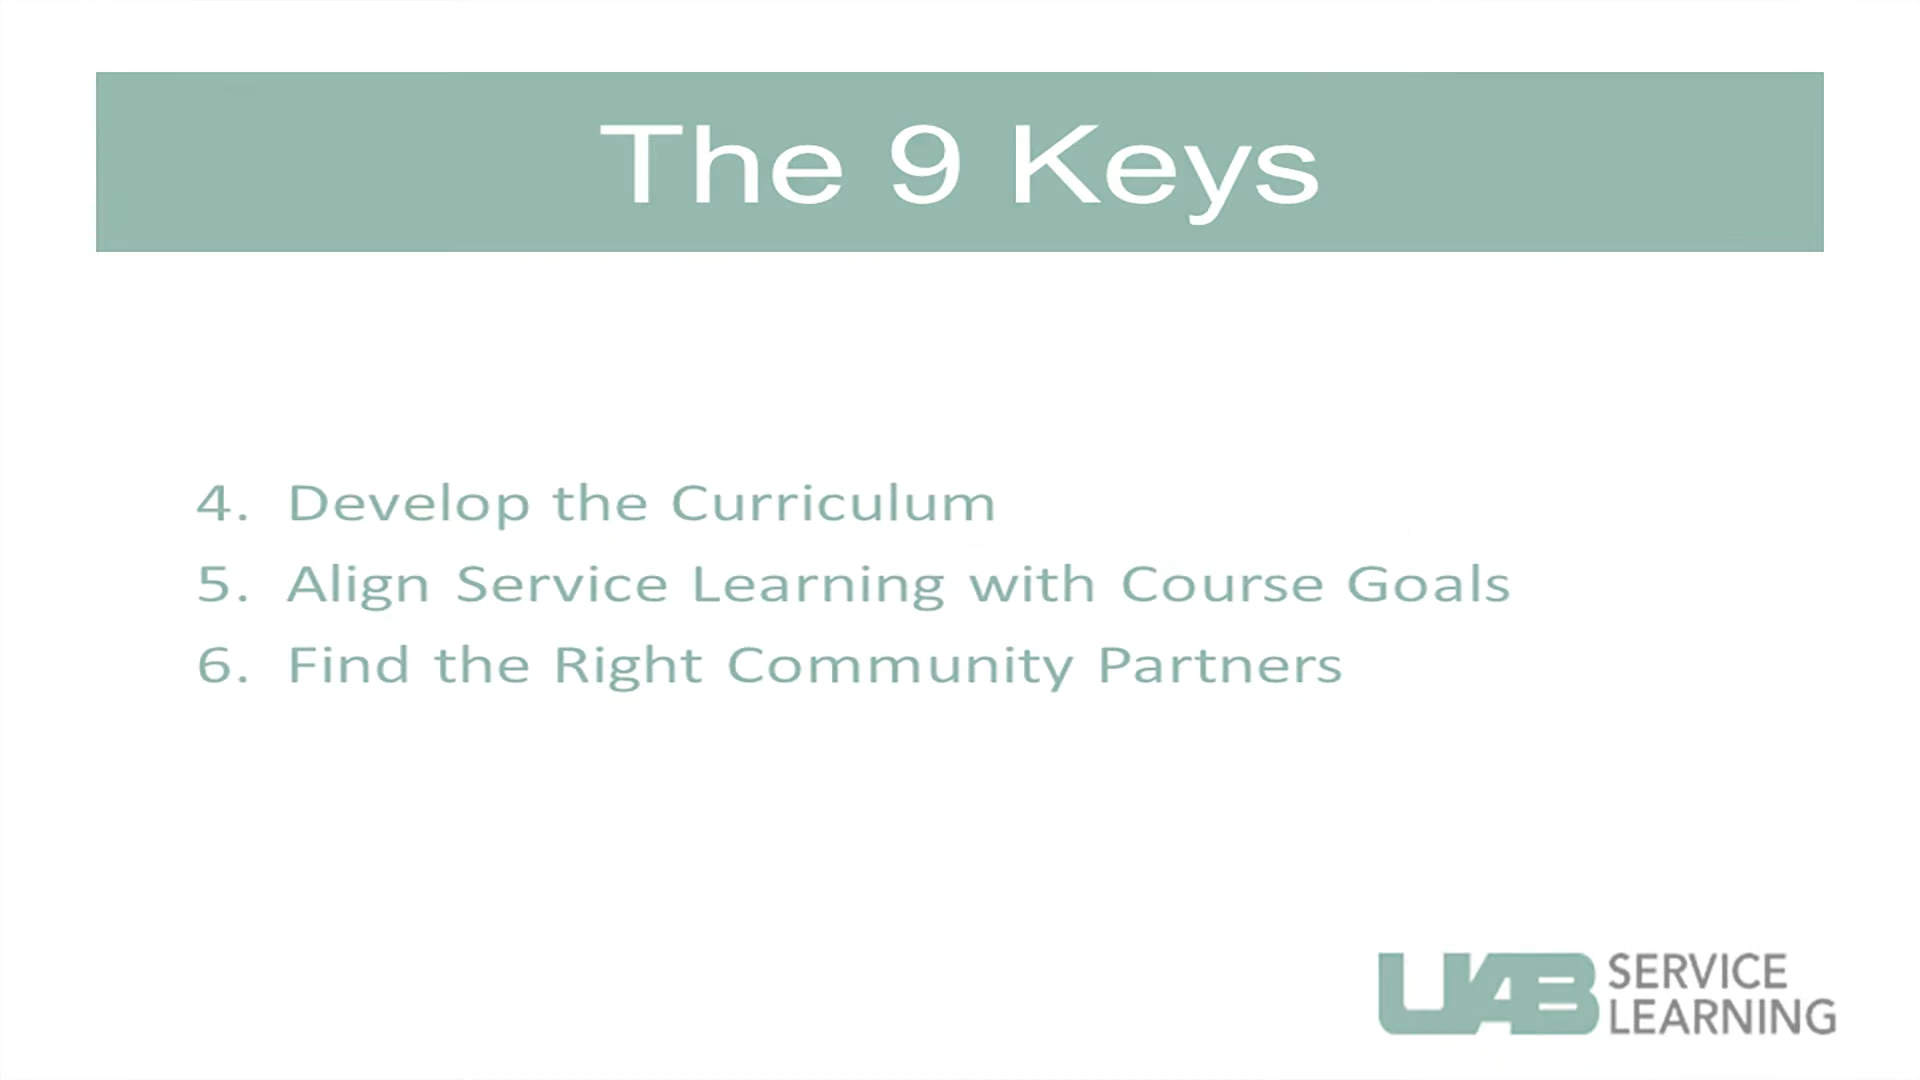 The 9 Keys
4. Develop the Curriculum
5. Align Service Learning with Course Goals
6. Find the Right Community Partners
UAB SERVICE
LEARNING